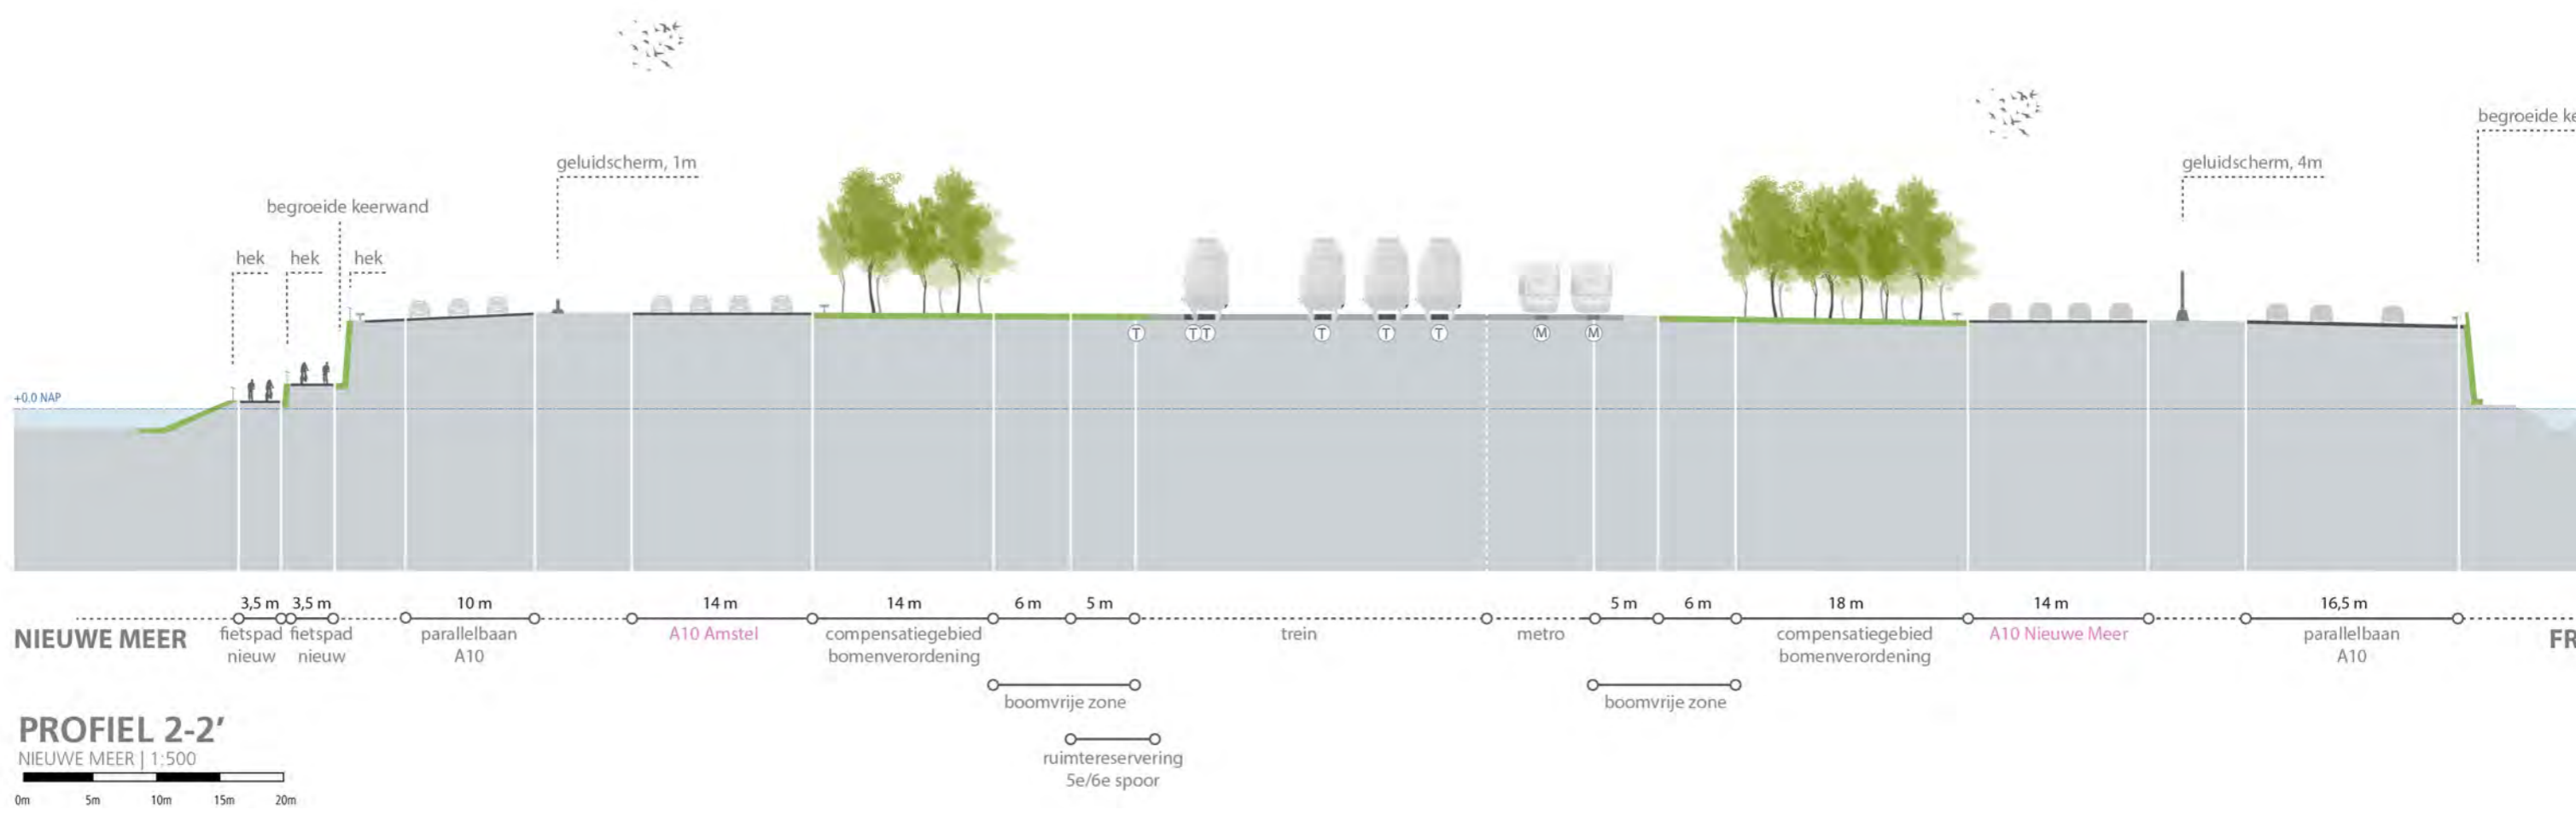 begroeide ke
geluidscherm, 1m
geluidscherm, 4m
begroeide keerwand
hek
hek
hek
+0.0 NAP
T
T T
T
T
T
M
M
3,5 m
3,5 m
10 m
14 m
14 m
6 m
5 m
5 m
6 m
18 m
14 m
16,5 m
NIEUWE MEER
fietspad
nieuw
fietspad
nieuw
parallelbaan
A10
A10 Amstel
compensatiegebied
bomenverordening
trein
metro
compensatiegebied
bomenverordening
A10 Nieuwe Meer
parallelbaan
A10
FR
boomvrije zone
boomvrije zone
ruimtereservering
5e/6e spoor
PROFIEL 2-2'
NIEUWE MEER | 1:500
0m 5m 10m 15m 20m